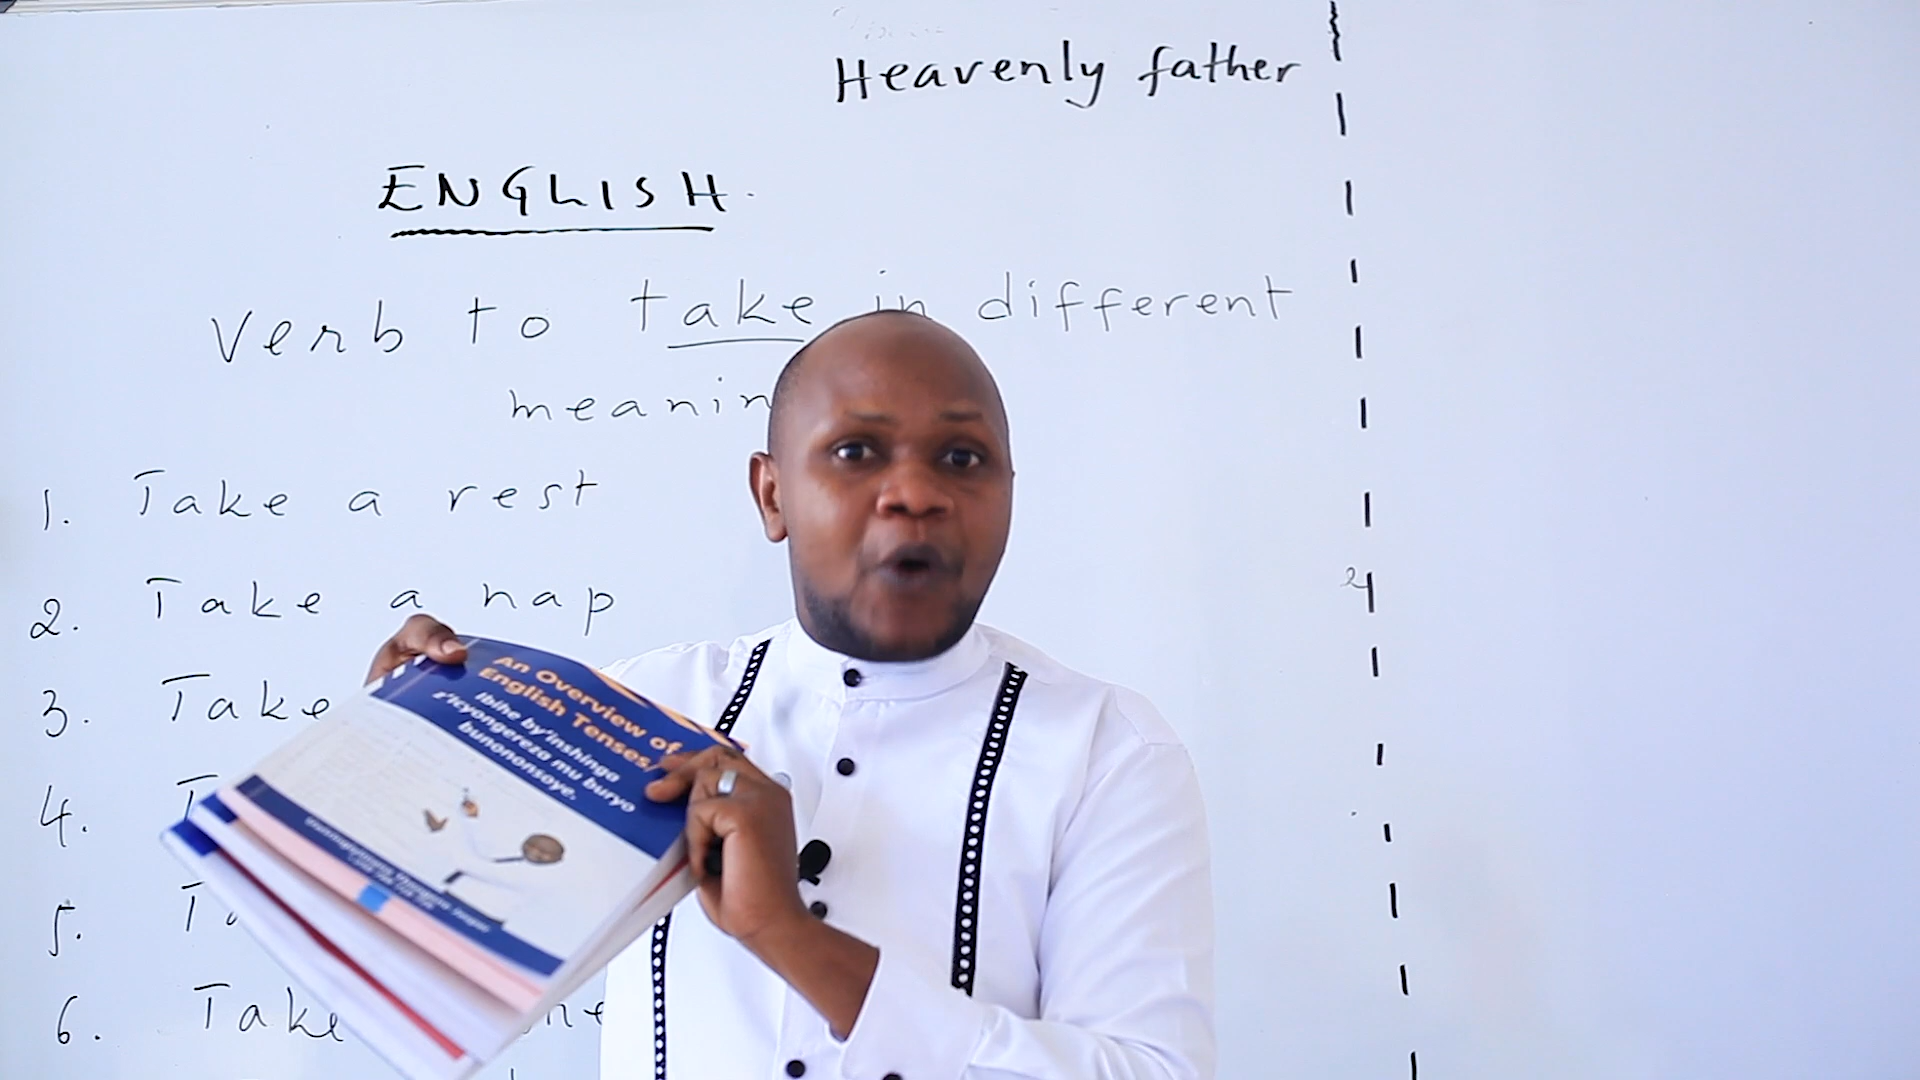 Heavenly father
ENGLISH.
Verb to take in different
meanin
1. Take a rest
2. Take a nap
3. Take
4.
5. Ta
6. Take
An Overview of
English Tenses/
Ibihe by'inshinga
z'Icyongereza mu buryo
bunononsoye.